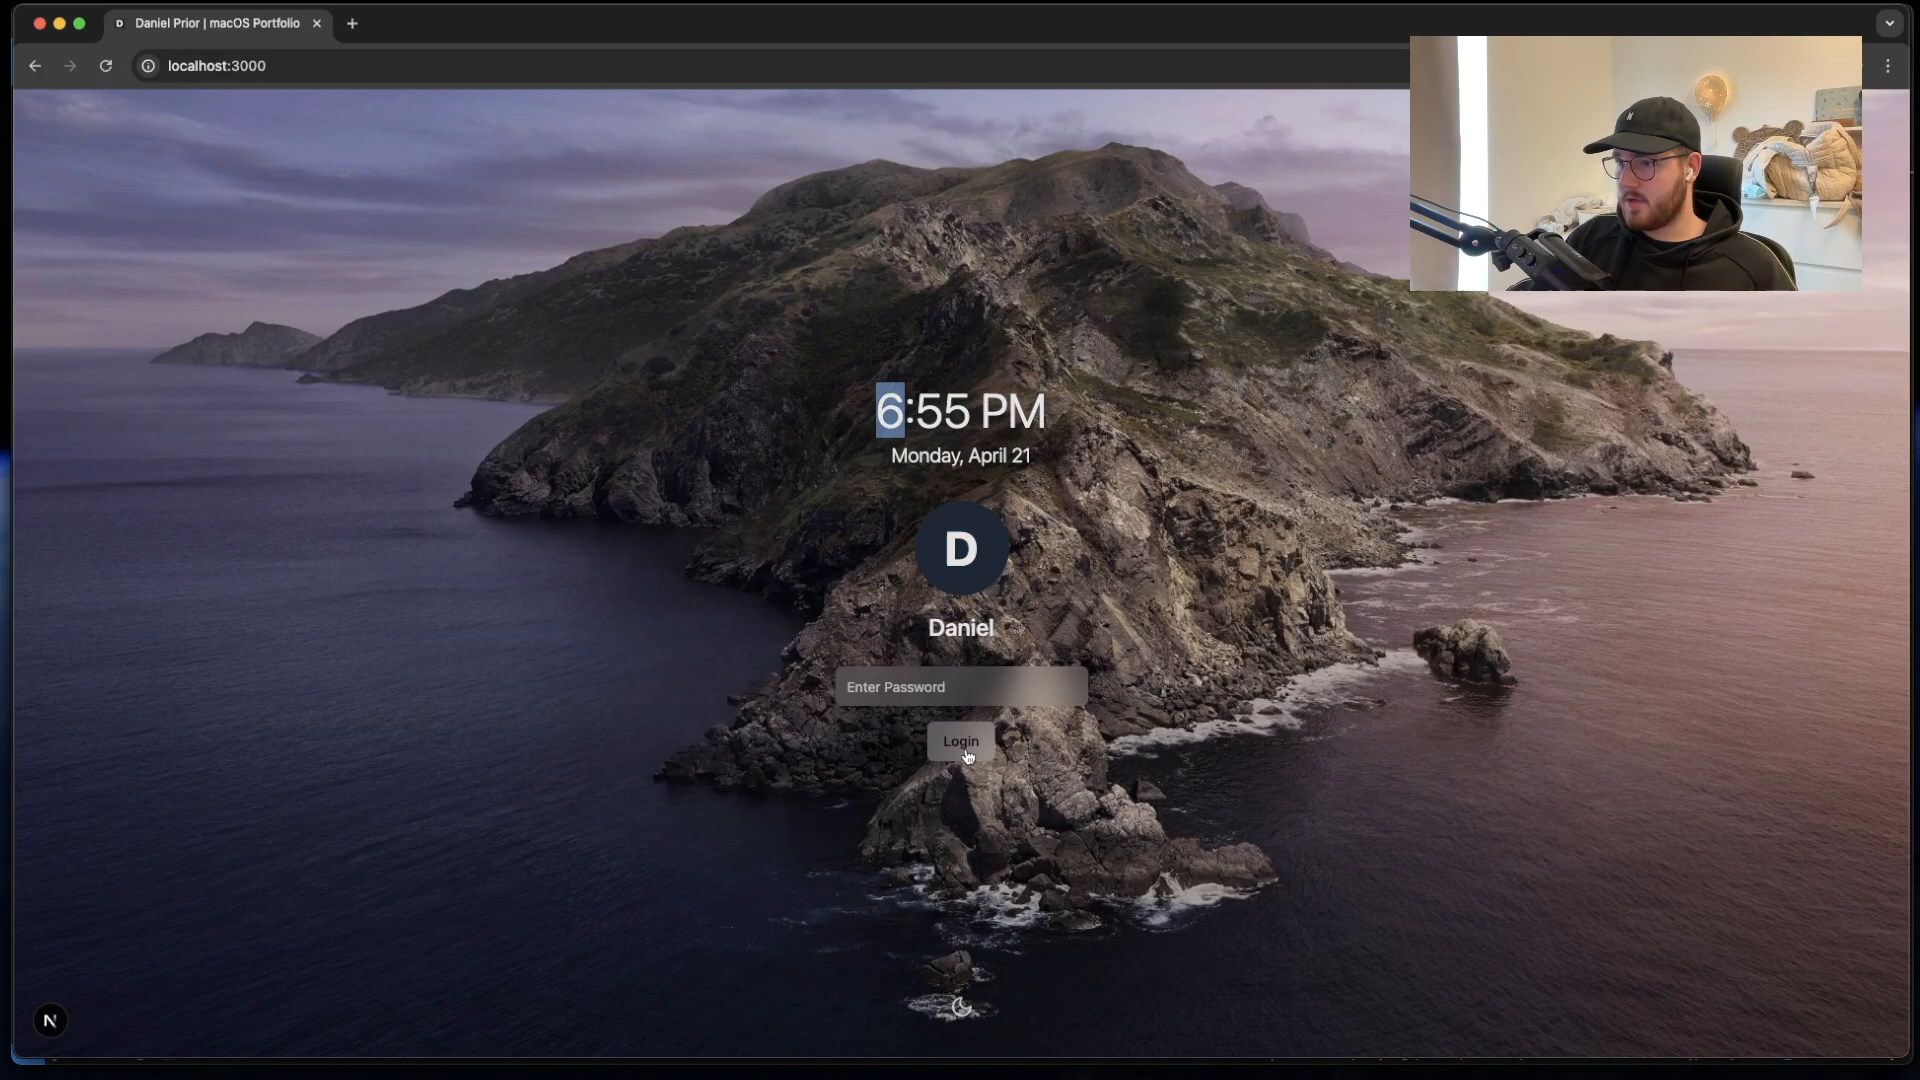 Daniel Prior | macOS Portfolio
localhost:3000
6:55 PM
Monday, April 21
D
Daniel
Enter Password
Login
N